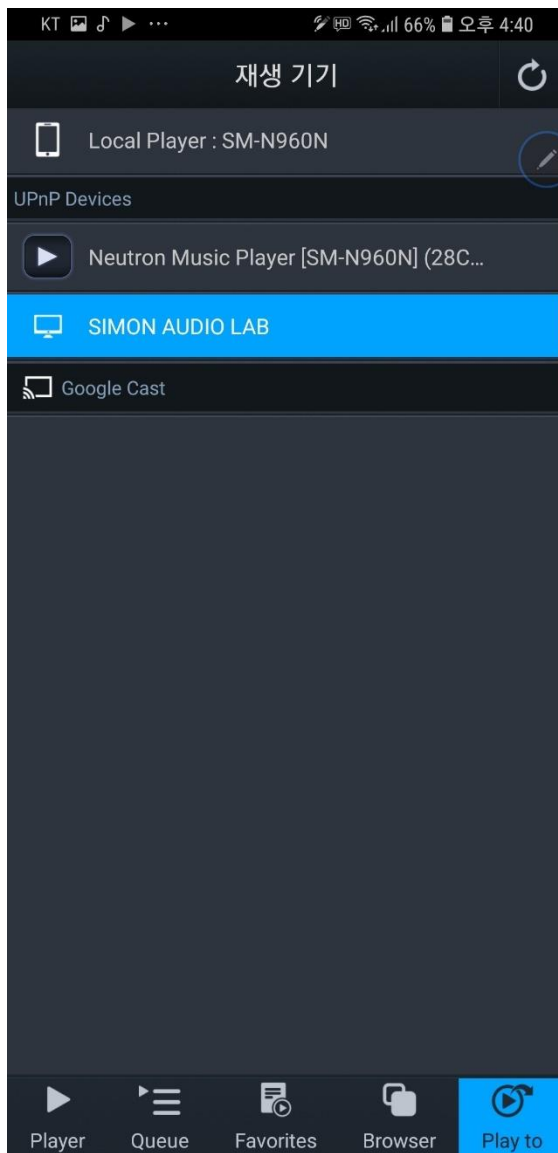 KT ··· HD 66% 오후 4:40
재생 기기
Local Player : SM-N960N
UPnP Devices
Neutron Music Player [SM-N960N] (28C...
SIMON AUDIO LAB
Google Cast
Player Queue Favorites Browser Play to